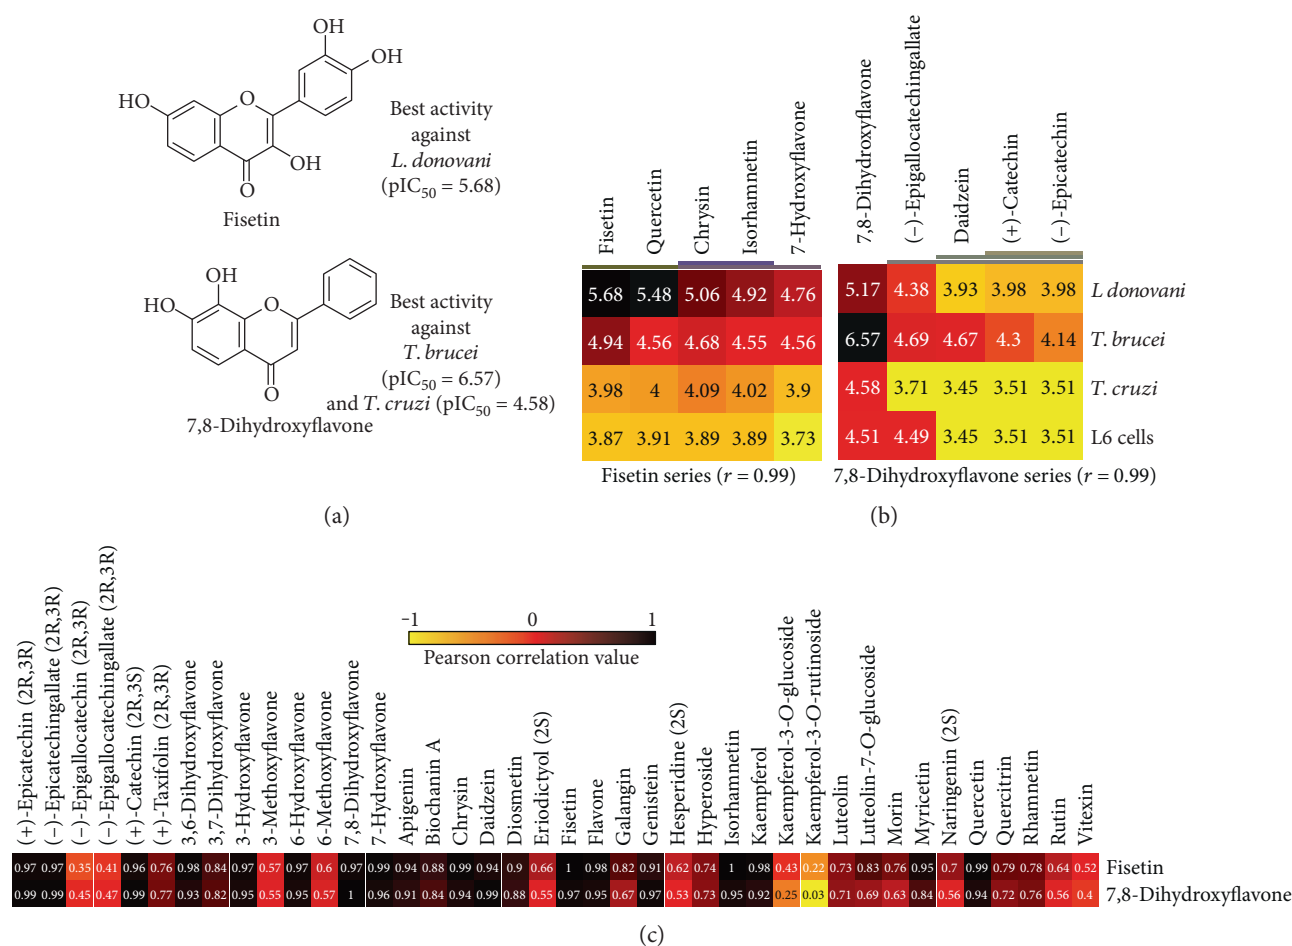 OH
OH
HO
O
OH
O
Fisetin
Best activity
against
L. donovani
(pIC50 = 5.68)
OH
HO
O
O
7,8-Dihydroxyflavone
Best activity
against
T. brucei
(pIC50 = 6.57)
and T. cruzi (pIC50 = 4.58)
(a)
Fisetin
Quercetin
Chrysin
Isorhamnetin
7-Hydroxyflavone
5.68 5.48 5.06 4.92 4.76
4.94 4.56 4.68 4.55 4.56
3.98 4 4.09 4.02 3.9
3.87 3.91 3.89 3.89 3.73
Fisetin series (r = 0.99)
7,8-Dihydroxyflavone
(−)-Epigallocatechingallate
Daidzein
(+)-Catechin
(−)-Epicatechin
5.17 4.38 3.93 3.98 3.98 L donovani
6.57 4.69 4.67 4.3 4.14 T. brucei
4.58 3.71 3.45 3.51 3.51 T. cruzi
4.51 4.49 3.45 3.51 3.51 L6 cells
7,8-Dihydroxyflavone series (r = 0.99)
(b)
−1 0 1
Pearson correlation value
(+)-Epicatechin (2R,3R)
(−)-Epicatechingallate (2R,3R)
(−)-Epigallocatechin (2R,3R)
(−)-Epigallocatechingallate (2R,3R)
(+)-Catechin (2R,3S)
(+)-Taxifolin (2R,3R)
3,6-Dihydroxyflavone
3,7-Dihydroxyflavone
3-Hydroxyflavone
3-Methoxyflavone
6-Hydroxyflavone
6-Methoxyflavone
7,8-Dihydroxyflavone
7-Hydroxyflavone
Apigenin
Biochanin A
Chrysin
Daidzein
Diosmetin
Eriodictyol (2S)
Fisetin
Flavone
Galangin
Genistein
Hesperidine (2S)
Hyperoside
Isorhamnetin
Kaempferol
Kaempferol-3-O-glucoside
Kaempferol-3-O-rutinoside
Luteolin
Luteolin-7-O-glucoside
Morin
Myricetin
Naringenin (2S)
Quercetin
Quercitrin
Rhamnetin
Rutin
Vitexin
0.97 0.97 0.35 0.41 0.96 0.76 0.98 0.84 0.97 0.57 0.97 0.6 0.97 0.99 0.94 0.88 0.99 0.94 0.9 0.66 1 0.98 0.82 0.91 0.62 0.74 1 0.98 0.43 0.22 0.73 0.83 0.76 0.95 0.7 0.99 0.79 0.78 0.64 0.52 Fisetin
0.99 0.99 0.45 0.47 0.99 0.77 0.93 0.82 0.95 0.55 0.95 0.57 1 0.96 0.91 0.84 0.94 0.99 0.88 0.55 0.97 0.95 0.67 0.97 0.53 0.73 0.95 0.92 0.25 0.03 0.71 0.69 0.63 0.84 0.56 0.94 0.72 0.76 0.56 0.4 7,8-Dihydroxyflavone
(c)